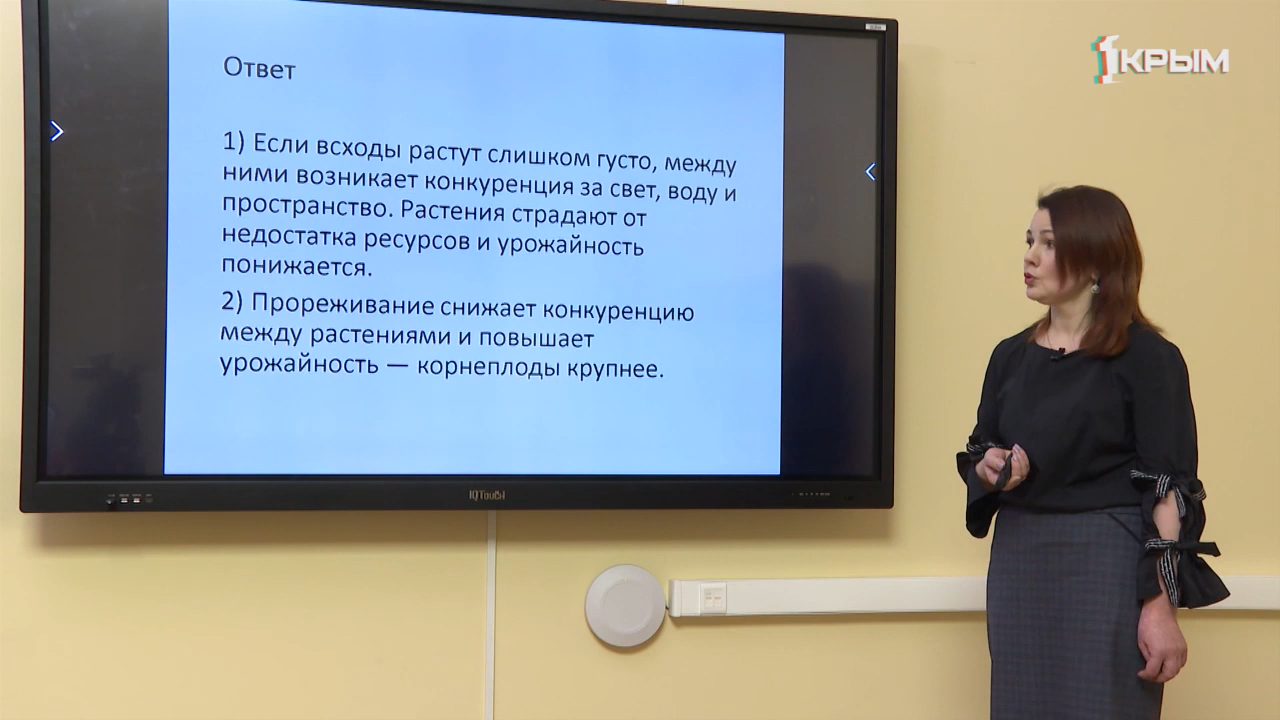 1КРЫМ
Ответ
1) Если всходы растут слишком густо, между
ними возникает конкуренция за свет, воду и
пространство. Растения страдают от
недостатка ресурсов и урожайность
понижается.
2) Прореживание снижает конкуренцию
между растениями и повышает
урожайность — корнеплоды крупнее.
IQTouch